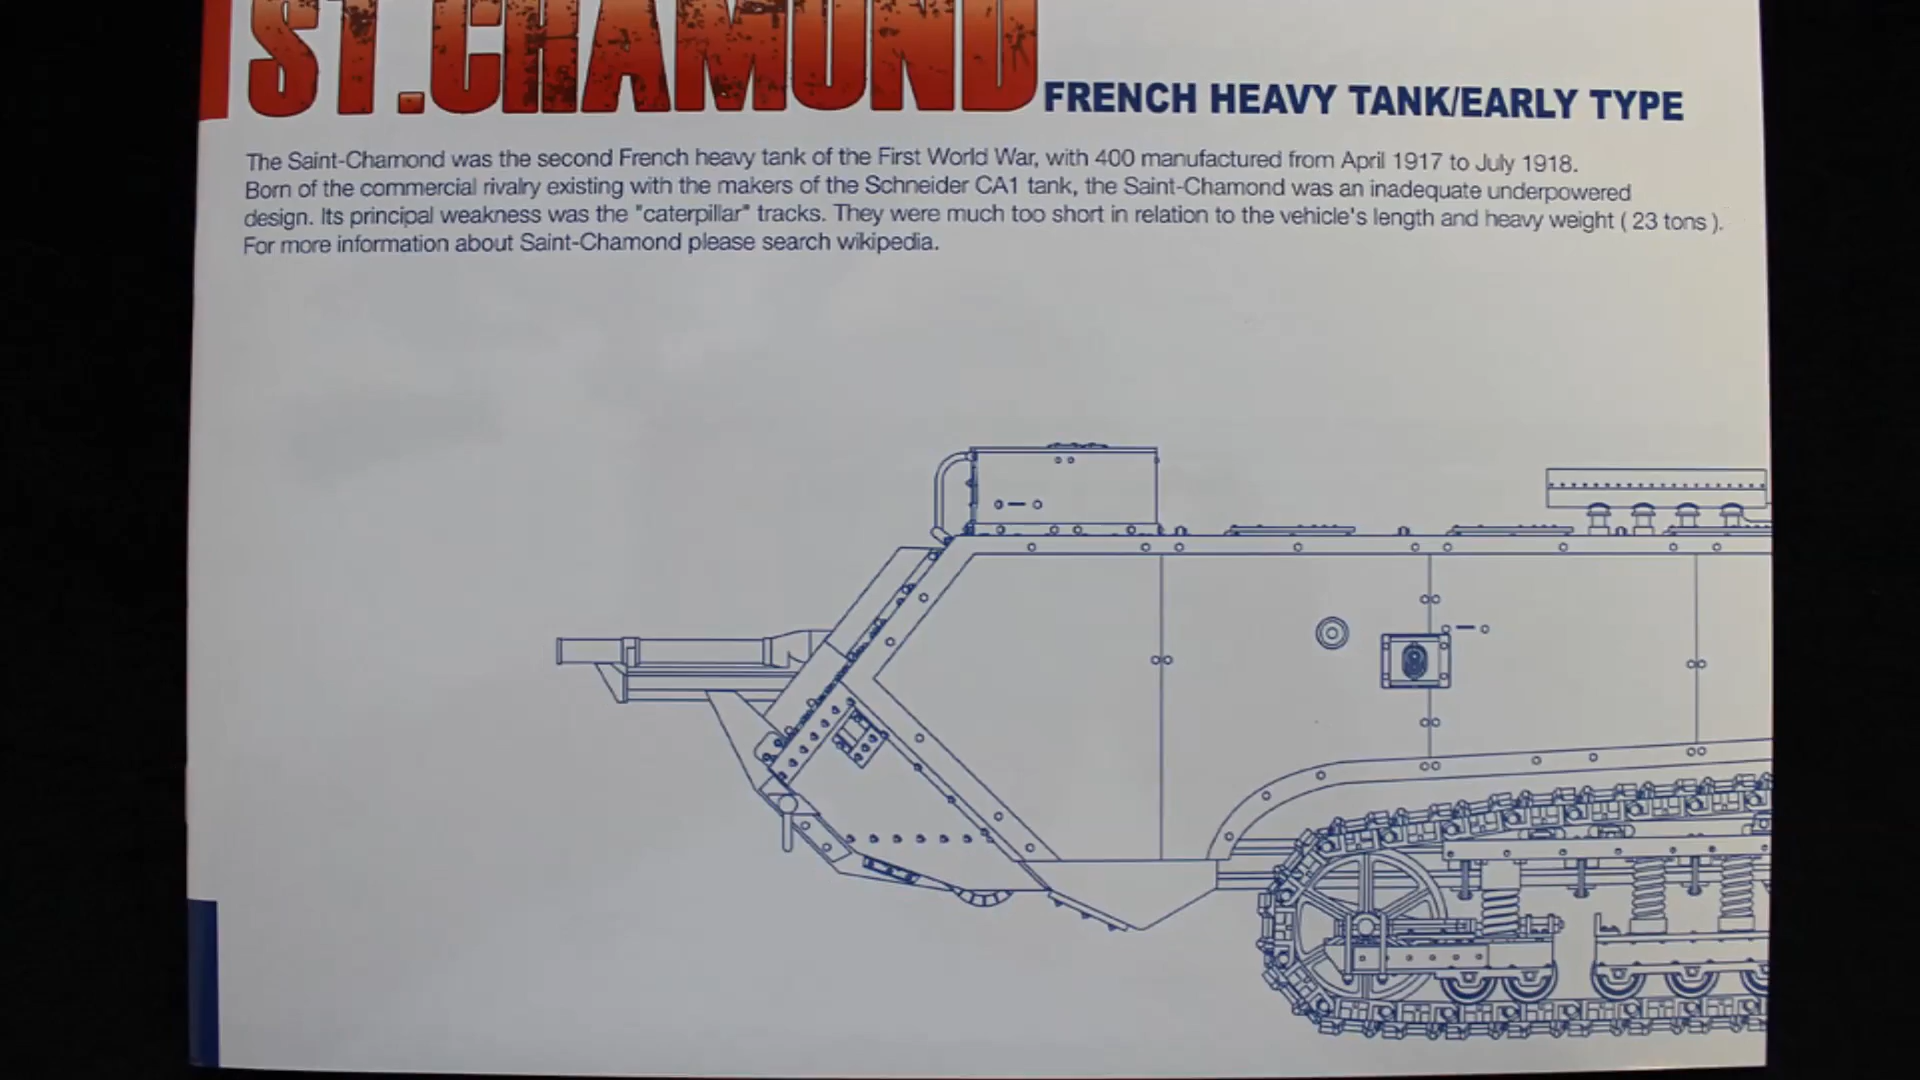 ST.CHAMOND
FRENCH HEAVY TANK/EARLY TYPE
The Saint-Chamond was the second French heavy tank of the First World War, with 400 manufactured from April 1917 to July 1918.
Born of the commercial rivalry existing with the makers of the Schneider CA1 tank, the Saint-Chamond was an inadequate underpowered
design. Its principal weakness was the "caterpillar" tracks. They were much too short in relation to the vehicle's length and heavy weight ( 23 tons ).
For more information about Saint-Chamond please search wikipedia.